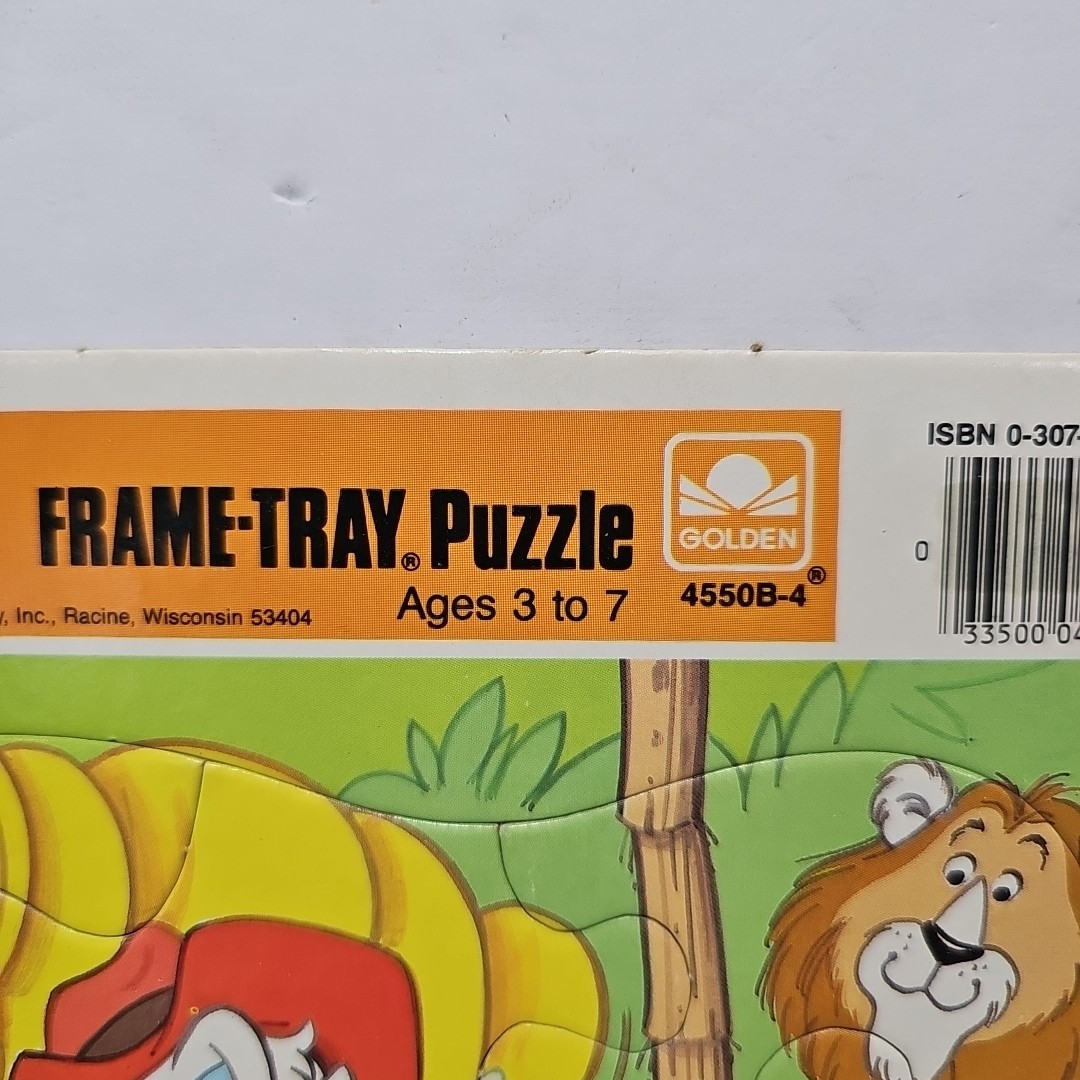 FRAME-TRAY® Puzzle
Ages 3 to 7
, Inc., Racine, Wisconsin 53404
GOLDEN®
4550B-4
ISBN 0-307-
0
33500 04